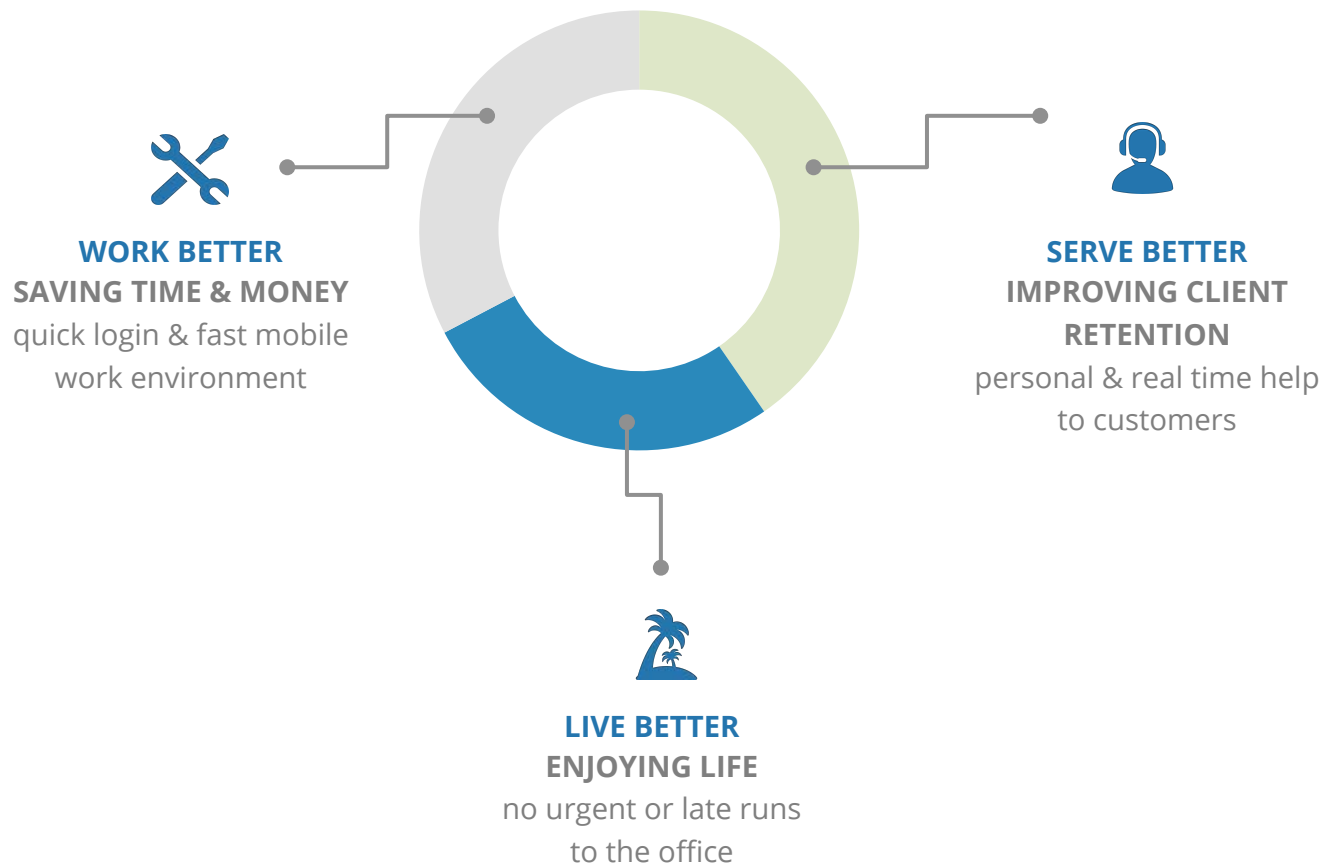 WORK BETTER
SAVING TIME & MONEY
quick login & fast mobile
work environment
SERVE BETTER
IMPROVING CLIENT
RETENTION
personal & real time help
to customers
LIVE BETTER
ENJOYING LIFE
no urgent or late runs
to the office